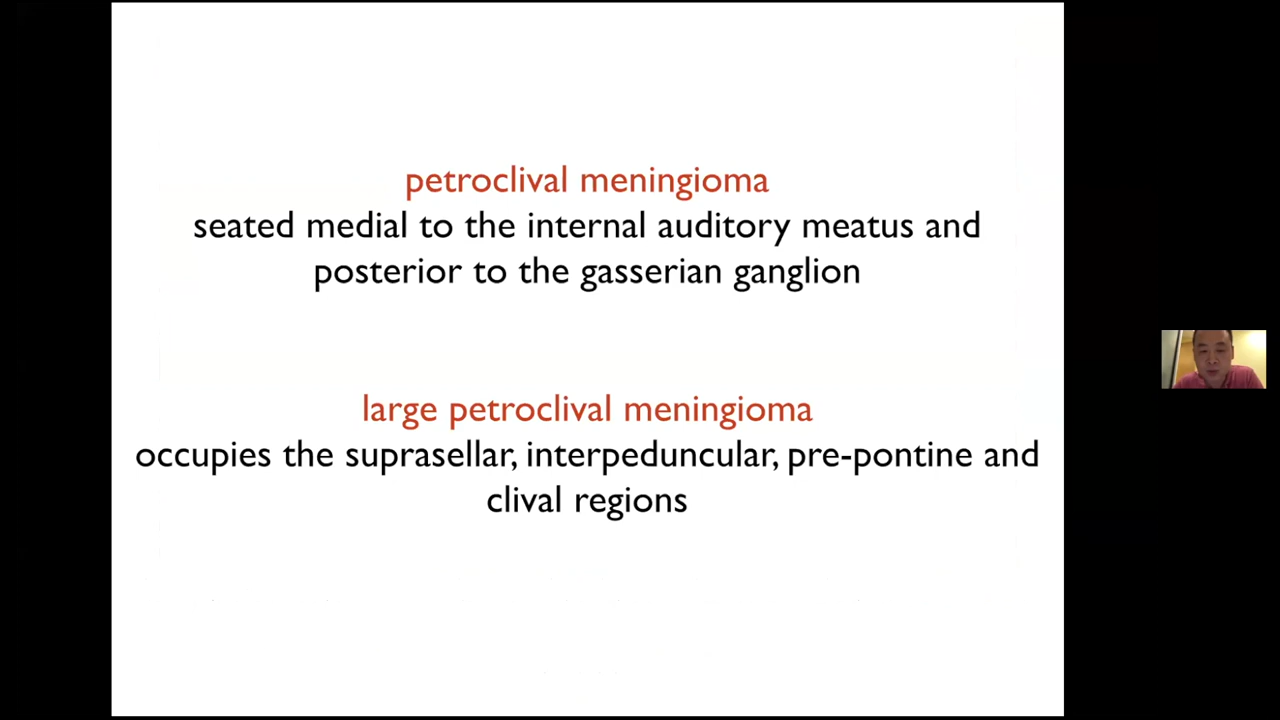 petroclival meningioma
seated medial to the internal auditory meatus and
posterior to the gasserian ganglion
large petroclival meningioma
occupies the suprasellar, interpeduncular, pre-pontine and
clival regions